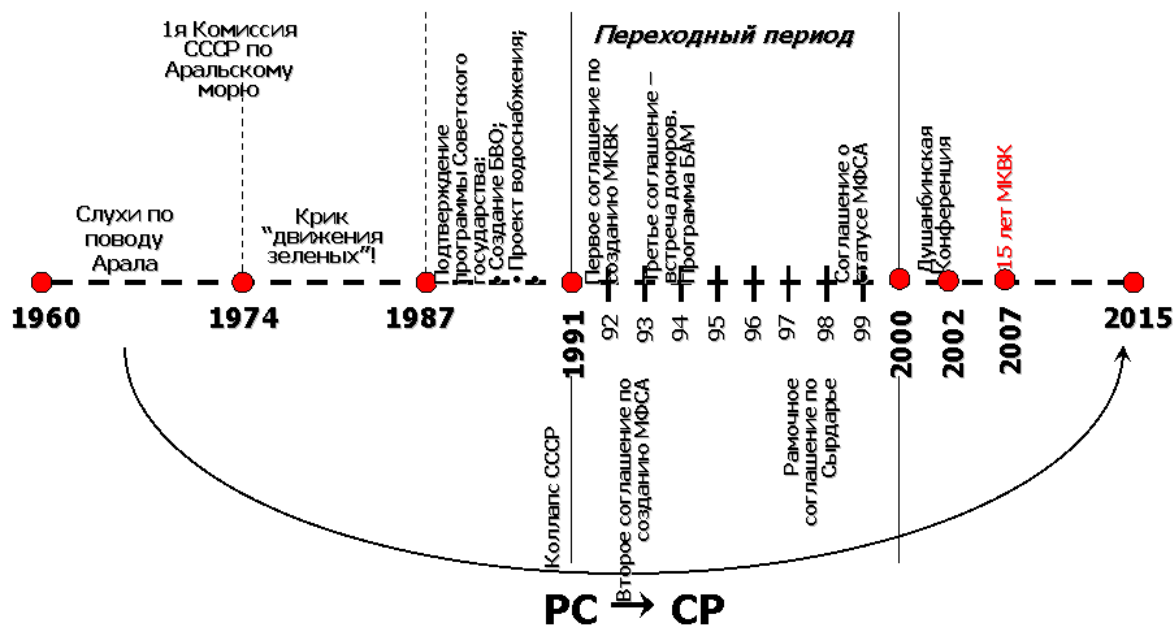 1я Комиссия
СССР по
Аральскому
морю
Переходный период
Слухи по
поводу
Арала
Крик
“движения
зеленых”!
Подтверждение
программы Советского
государства:
• Создание БВО;
• Проект водоснабжения;
•
Первое соглашение по
созданию МКВК
Третье соглашение –
встреча доноров.
Программа БАМ
Соглашение о
статусе МФСА
Душанбинская
Конференция
15 лет МКВК
1960
1974
1987
1991
92
93
94
95
96
97
98
99
2000
2002
2007
2015
Коллапс СССР
Второе соглашение по
созданию МФСА
Рамочное
соглашение по
Сырдарье
РС → СР